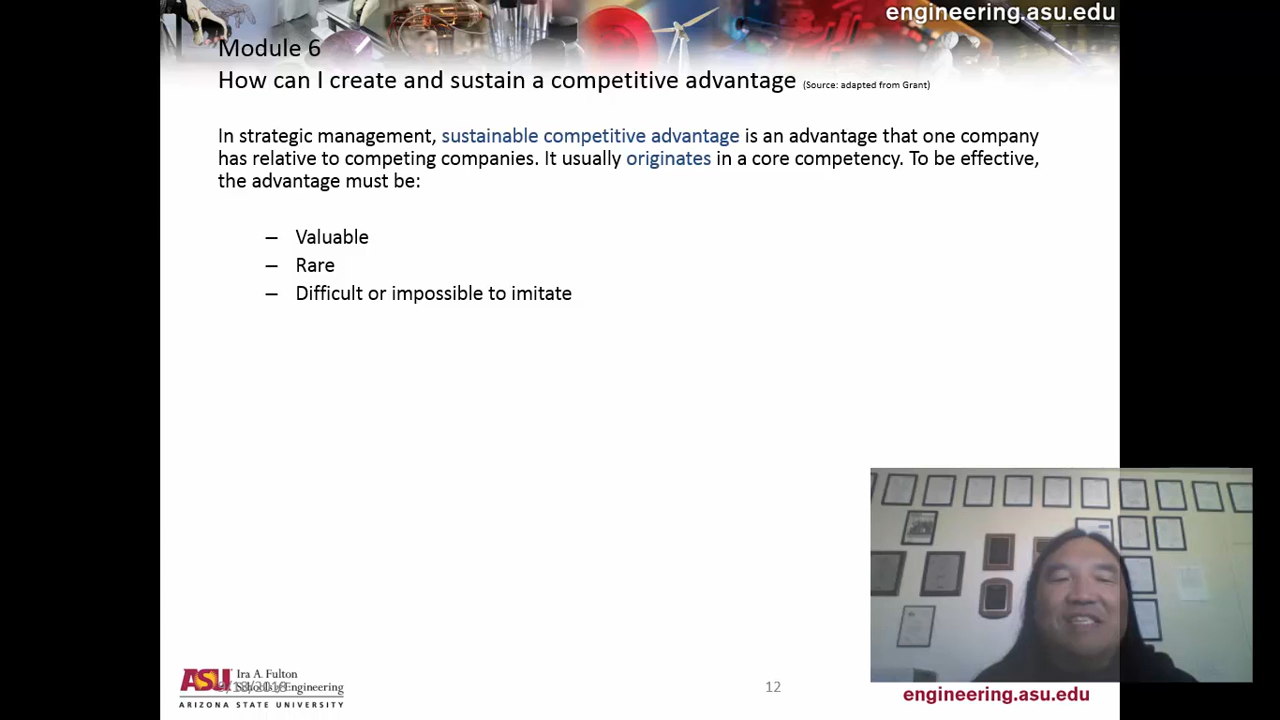 engineering.asu.edu
Module 6
How can I create and sustain a competitive advantage (Source: adapted from Grant)
In strategic management, sustainable competitive advantage is an advantage that one company
has relative to competing companies. It usually originates in a core competency. To be effective,
the advantage must be:
– Valuable
– Rare
– Difficult or impossible to imitate
ASU Ira A. Fulton
Schools of Engineering
ARIZONA STATE UNIVERSITY
12
engineering.asu.edu